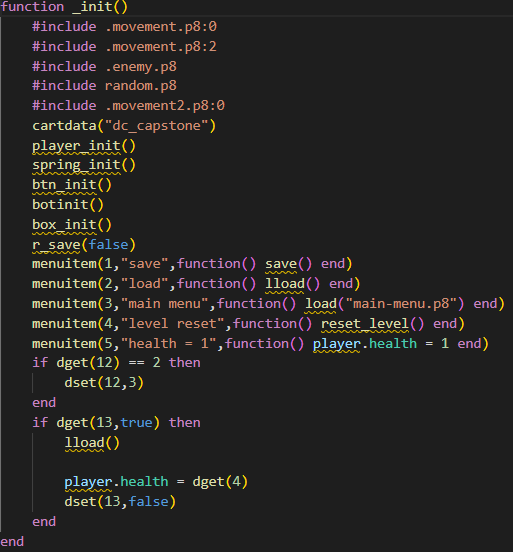 function _init()
    #include .movement.p8:0
    #include .movement.p8:2
    #include .enemy.p8
    #include random.p8
    #include .movement2.p8:0
    cartdata("dc_capstone")
    player_init()
    spring_init()
    btn_init()
    botinit()
    box_init()
    r_save(false)
    menuitem(1,"save",function() save() end)
    menuitem(2,"load",function() lload() end)
    menuitem(3,"main menu",function() load("main-menu.p8") end)
    menuitem(4,"level reset",function() reset_level() end)
    menuitem(5,"health = 1",function() player.health = 1 end)
    if dget(12) == 2 then
        dset(12,3)
    end
    if dget(13,true) then
        lload()

        player.health = dget(4)
        dset(13,false)
    end
end